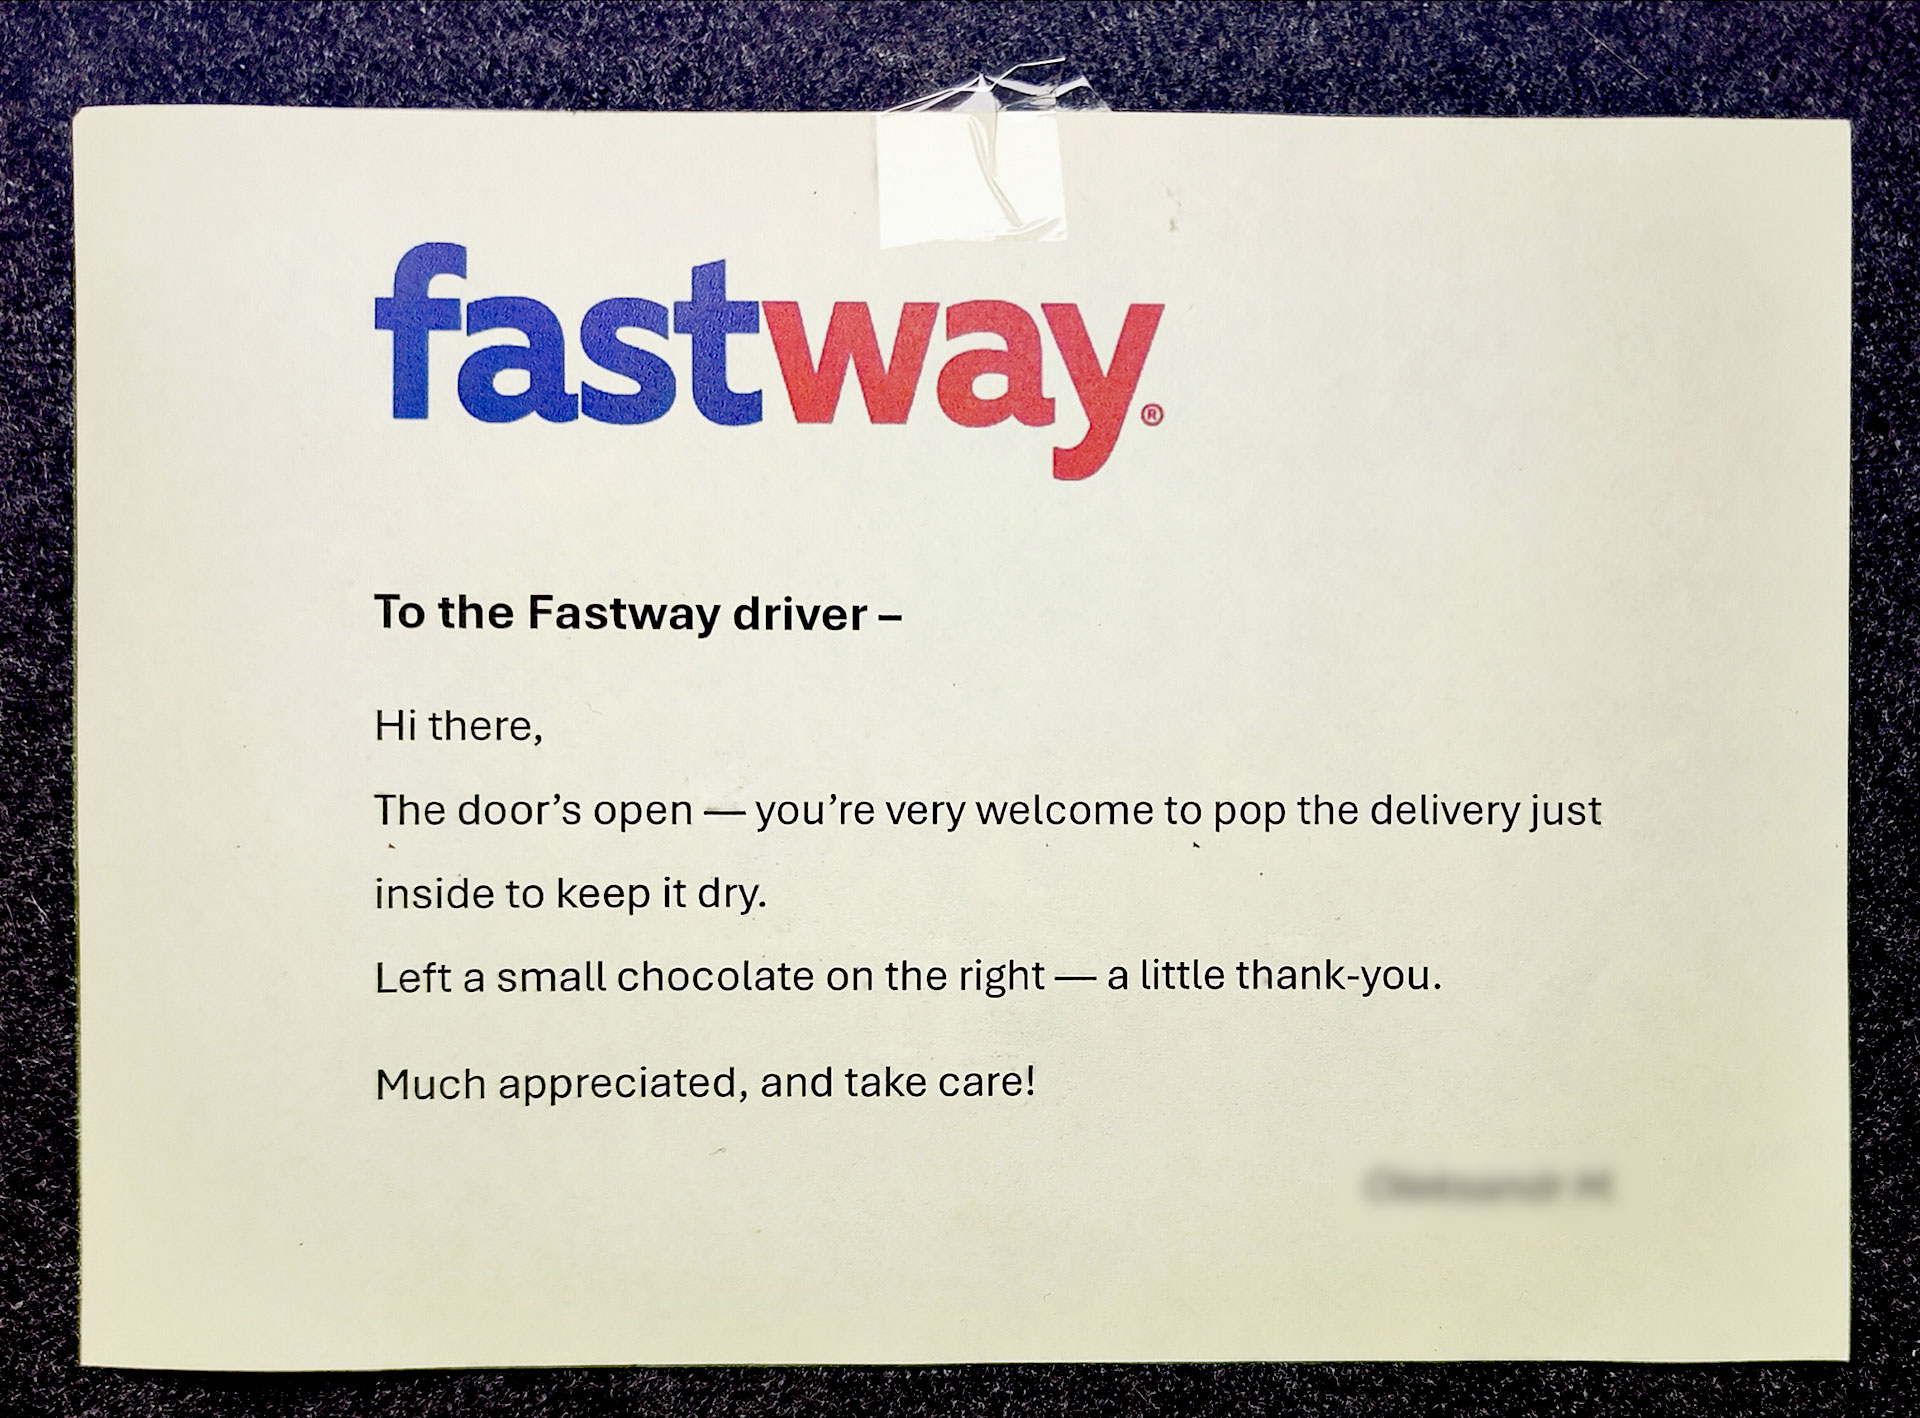 fastway®
To the Fastway driver –
Hi there,
The door’s open — you’re very welcome to pop the delivery just
inside to keep it dry.
Left a small chocolate on the right — a little thank-you.
Much appreciated, and take care!